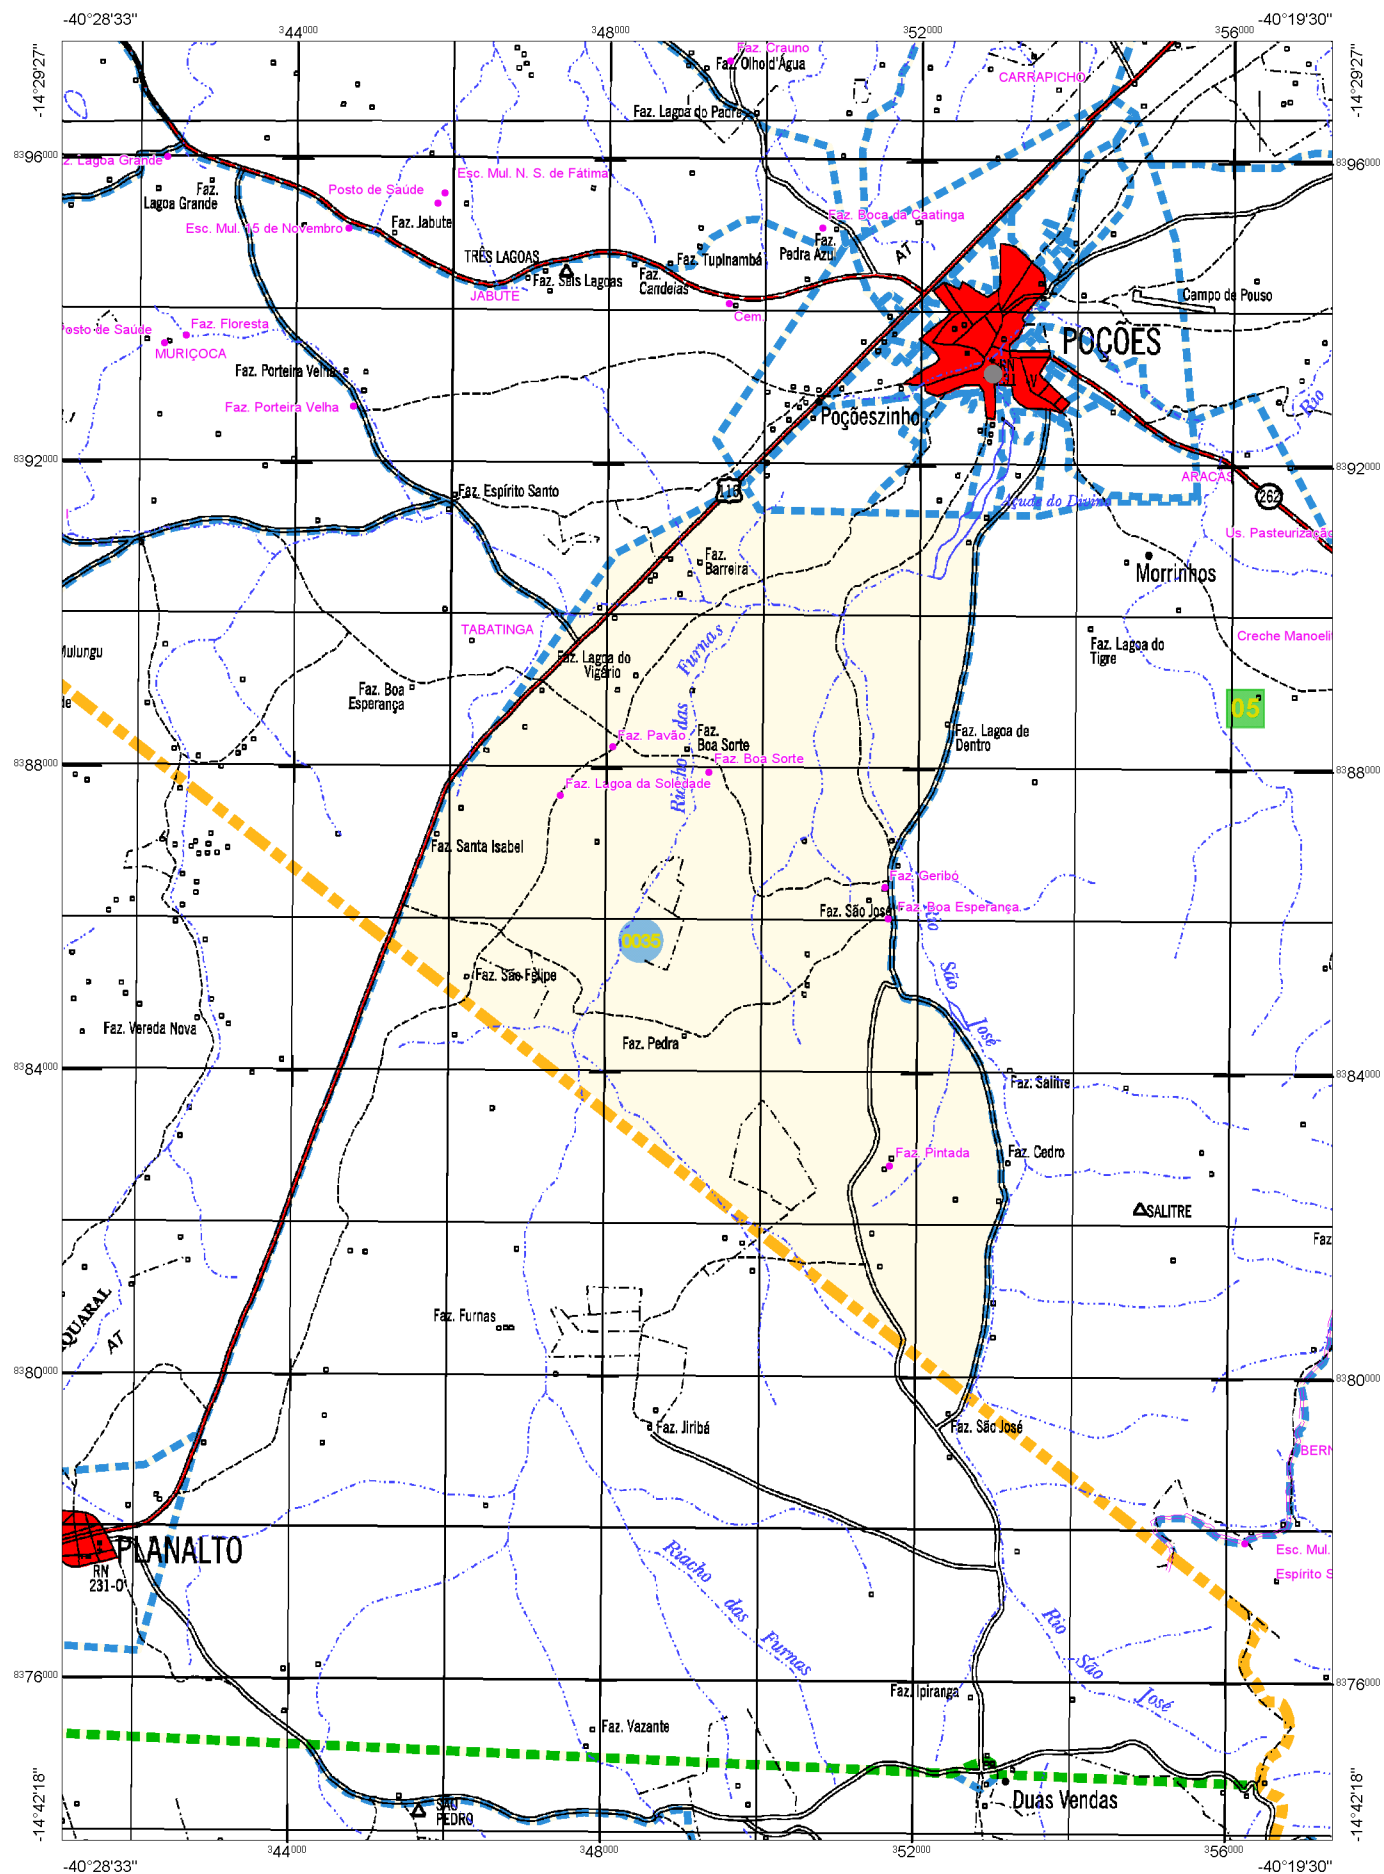 -40°28'33"
-40°19'30"
344000
348000
352000
356000
-14°29'27"
-14°29'27"
Faz. Crauno
Faz. Olho d'Água
CARRAPICHO
Faz. Lagoa do Padre
8396000
8396000
z. Lagoa Grande
Esc. Mul. N. S. de Fátima
Posto de Saúde
Faz.
Lagoa Grande
Faz. Jabute
Esc. Mul. 15 de Novembro
Faz. Boca da Caatinga
Faz.
Pedra Azul
AT
TRÊS LAGOAS
Faz. Tupinambá
Faz. Sais Lagoas
Faz.
Candeias
JABUTE
Cem.
Campo de Pouso
Posto de Saúde
Faz. Floresta
MURIÇOCA
POÇÕES
RN
Faz. Porteira Velha
Faz. Porteira Velha
Poçõeszinho
Rio
8392000
8392000
ARAÇAS
116
262
Faz. Espírito Santo
Açude do Divino
Us. Pasteurização
Faz.
Barreira
Morrinhos
TABATINGA
Furnas
Creche Manoelit
Mulungu
Faz. Lagoa do
Vigário
Faz. Lagoa do
Tigre
Faz. Boa
Esperança
de
05
Riacho das
Faz. Pavão
Faz.
Boa Sorte
Faz. Lagoa de
Dentro
Faz. Boa Sorte
8388000
8388000
Faz. Lagoa da Soledade
Faz. Santa Isabel
Faz. Geribó
Faz. São José
Faz. Boa Esperança
Rio
0035
São
Faz. São Felipe
Faz. Vereda Nova
José
Faz. Pedra
8384000
8384000
Faz. Salitre
Faz. Pintada
Faz. Cedro
SALITRE
Faz
QUARAL
AT
Faz. Furnas
8380000
8380000
Faz. Jiribá
Faz. São José
BERN
PLANALTO
RN
231-O
Esc. Mul.
Espirito S
Riacho
das
Furnas
Rio
São
José
8376000
8376000
Faz. Ipiranga
Faz. Vazante
SÃO
PEDRO
Duas Vendas
-14°42'18"
-14°42'18"
344000
348000
352000
356000
-40°28'33"
-40°19'30"